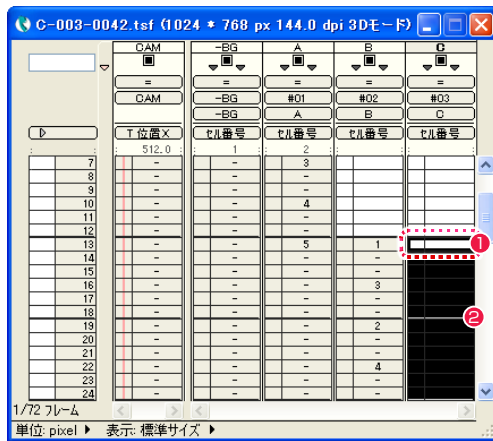 C-003-0042.tsf (1024 * 768 px 144.0 dpi 3Dモード)
CAM -BG A B C
= = = = =
CAM -BG #01 #02 #03
-BG A B C
T位置X セル番号 セル番号 セル番号 セル番号
: 512.0 : 1 : 2 : : :
7 - - 3
8 - - -
9 - - -
10 - - 4
11 - - -
12 - - -
13 - - 5 1 1
14 - - - -
15 - - - -
16 - - - 3
17 - - - -
18 - - - - 2
19 - - - 2
20 - - - -
21 - - - -
22 - - - 4
23 - - - -
24 - - - -
1/72 フレーム
単位: pixel 表示: 標準サイズ